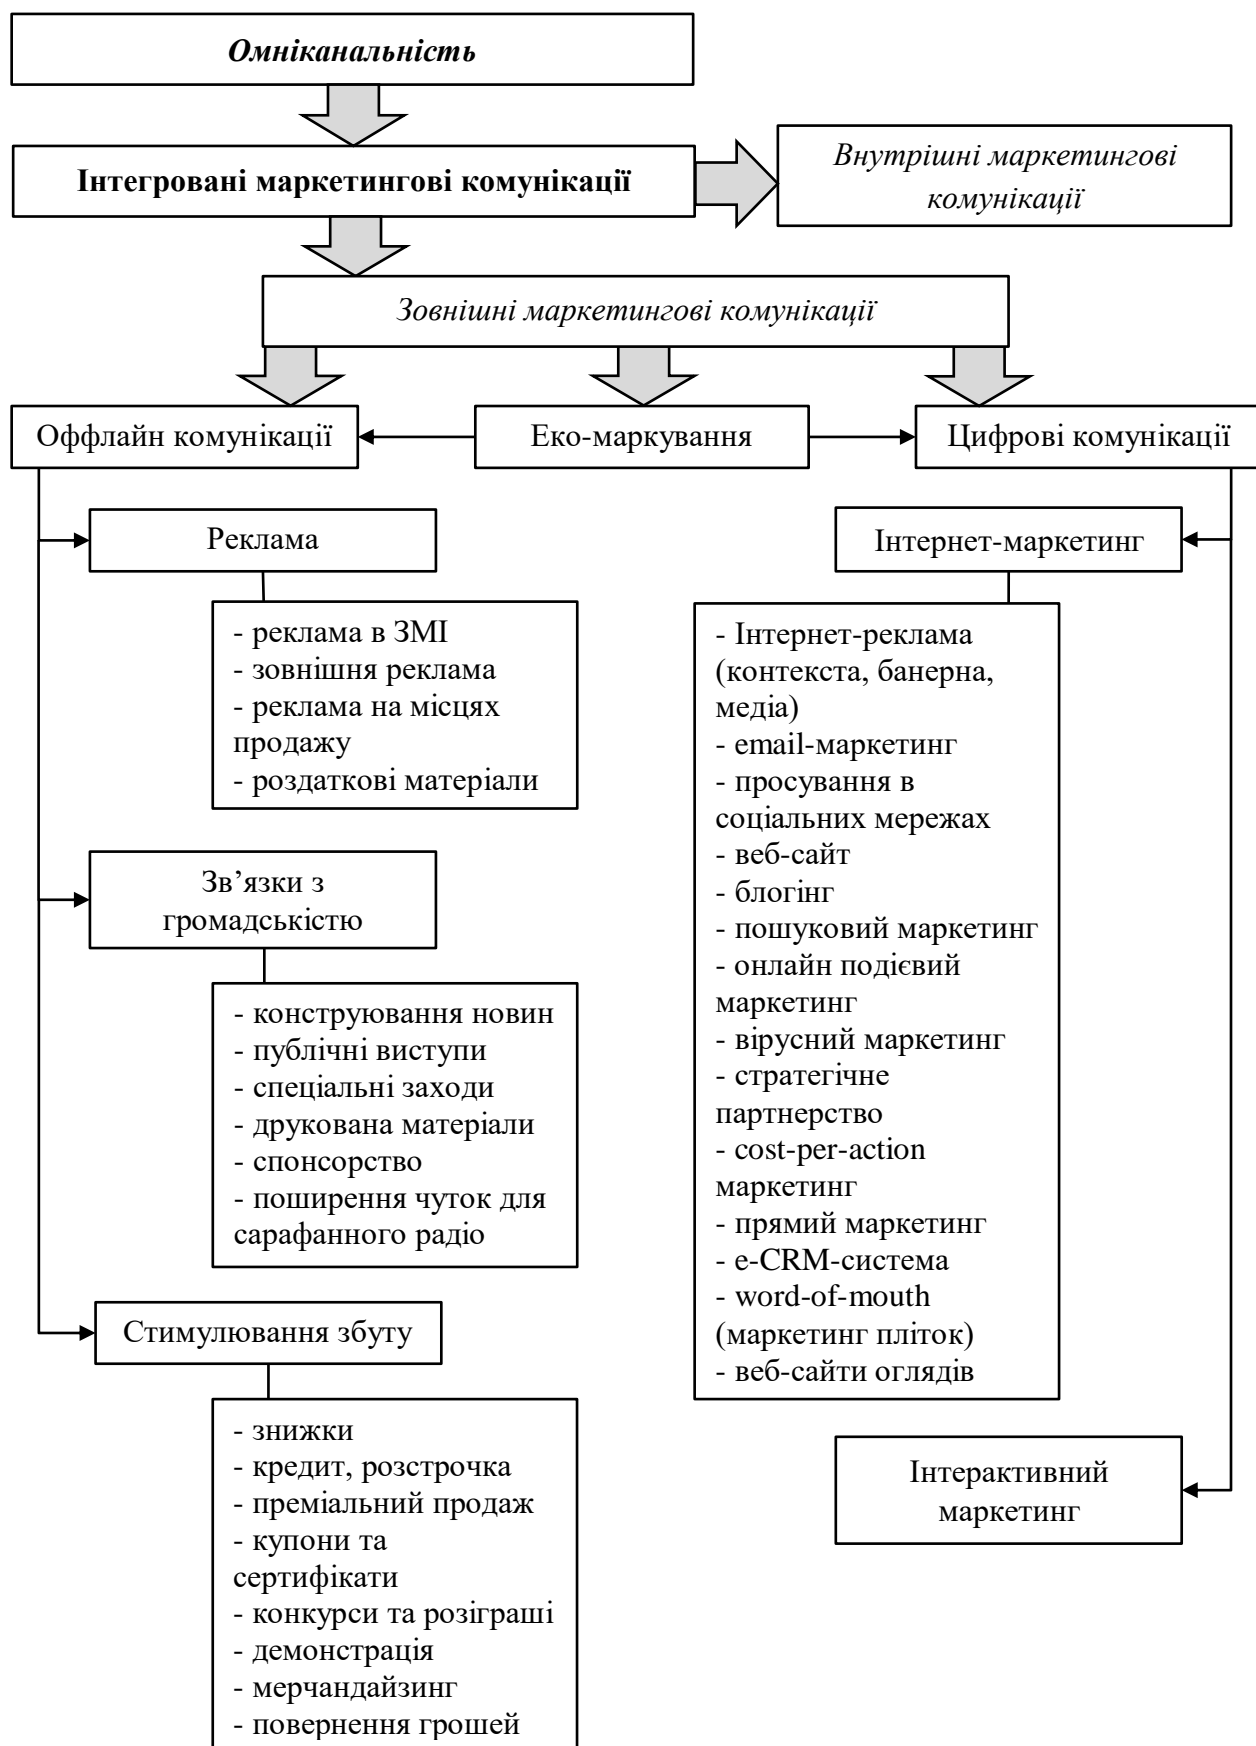 Омніканальність
Інтегровані маркетингові комунікації
Внутрішні маркетингові
комунікації
Зовнішні маркетингові комунікації
Оффлайн комунікації
Еко-маркування
Цифрові комунікації
Реклама
- реклама в ЗМІ
- зовнішня реклама
- реклама на місцях
продажу
- роздаткові матеріали
Зв’язки з
громадськістю
- конструювання новин
- публічні виступи
- спеціальні заходи
- друкована матеріали
- спонсорство
- поширення чуток для
сарафанного радіо
Стимулювання збуту
- знижки
- кредит, розстрочка
- преміальний продаж
- купони та
сертифікати
- конкурси та розіграші
- демонстрація
- мерчандайзинг
- повернення грошей
Інтернет-маркетинг
- Інтернет-реклама
(контекста, банерна,
медіа)
- email-маркетинг
- просування в
соціальних мережах
- веб-сайт
- блогінг
- пошуковий маркетинг
- онлайн подієвий
маркетинг
- вірусний маркетинг
- стратегічне
партнерство
- cost-per-action
маркетинг
- прямий маркетинг
- e-CRM-система
- word-of-mouth
(маркетинг пліток)
- веб-сайти оглядів
Інтерактивний
маркетинг